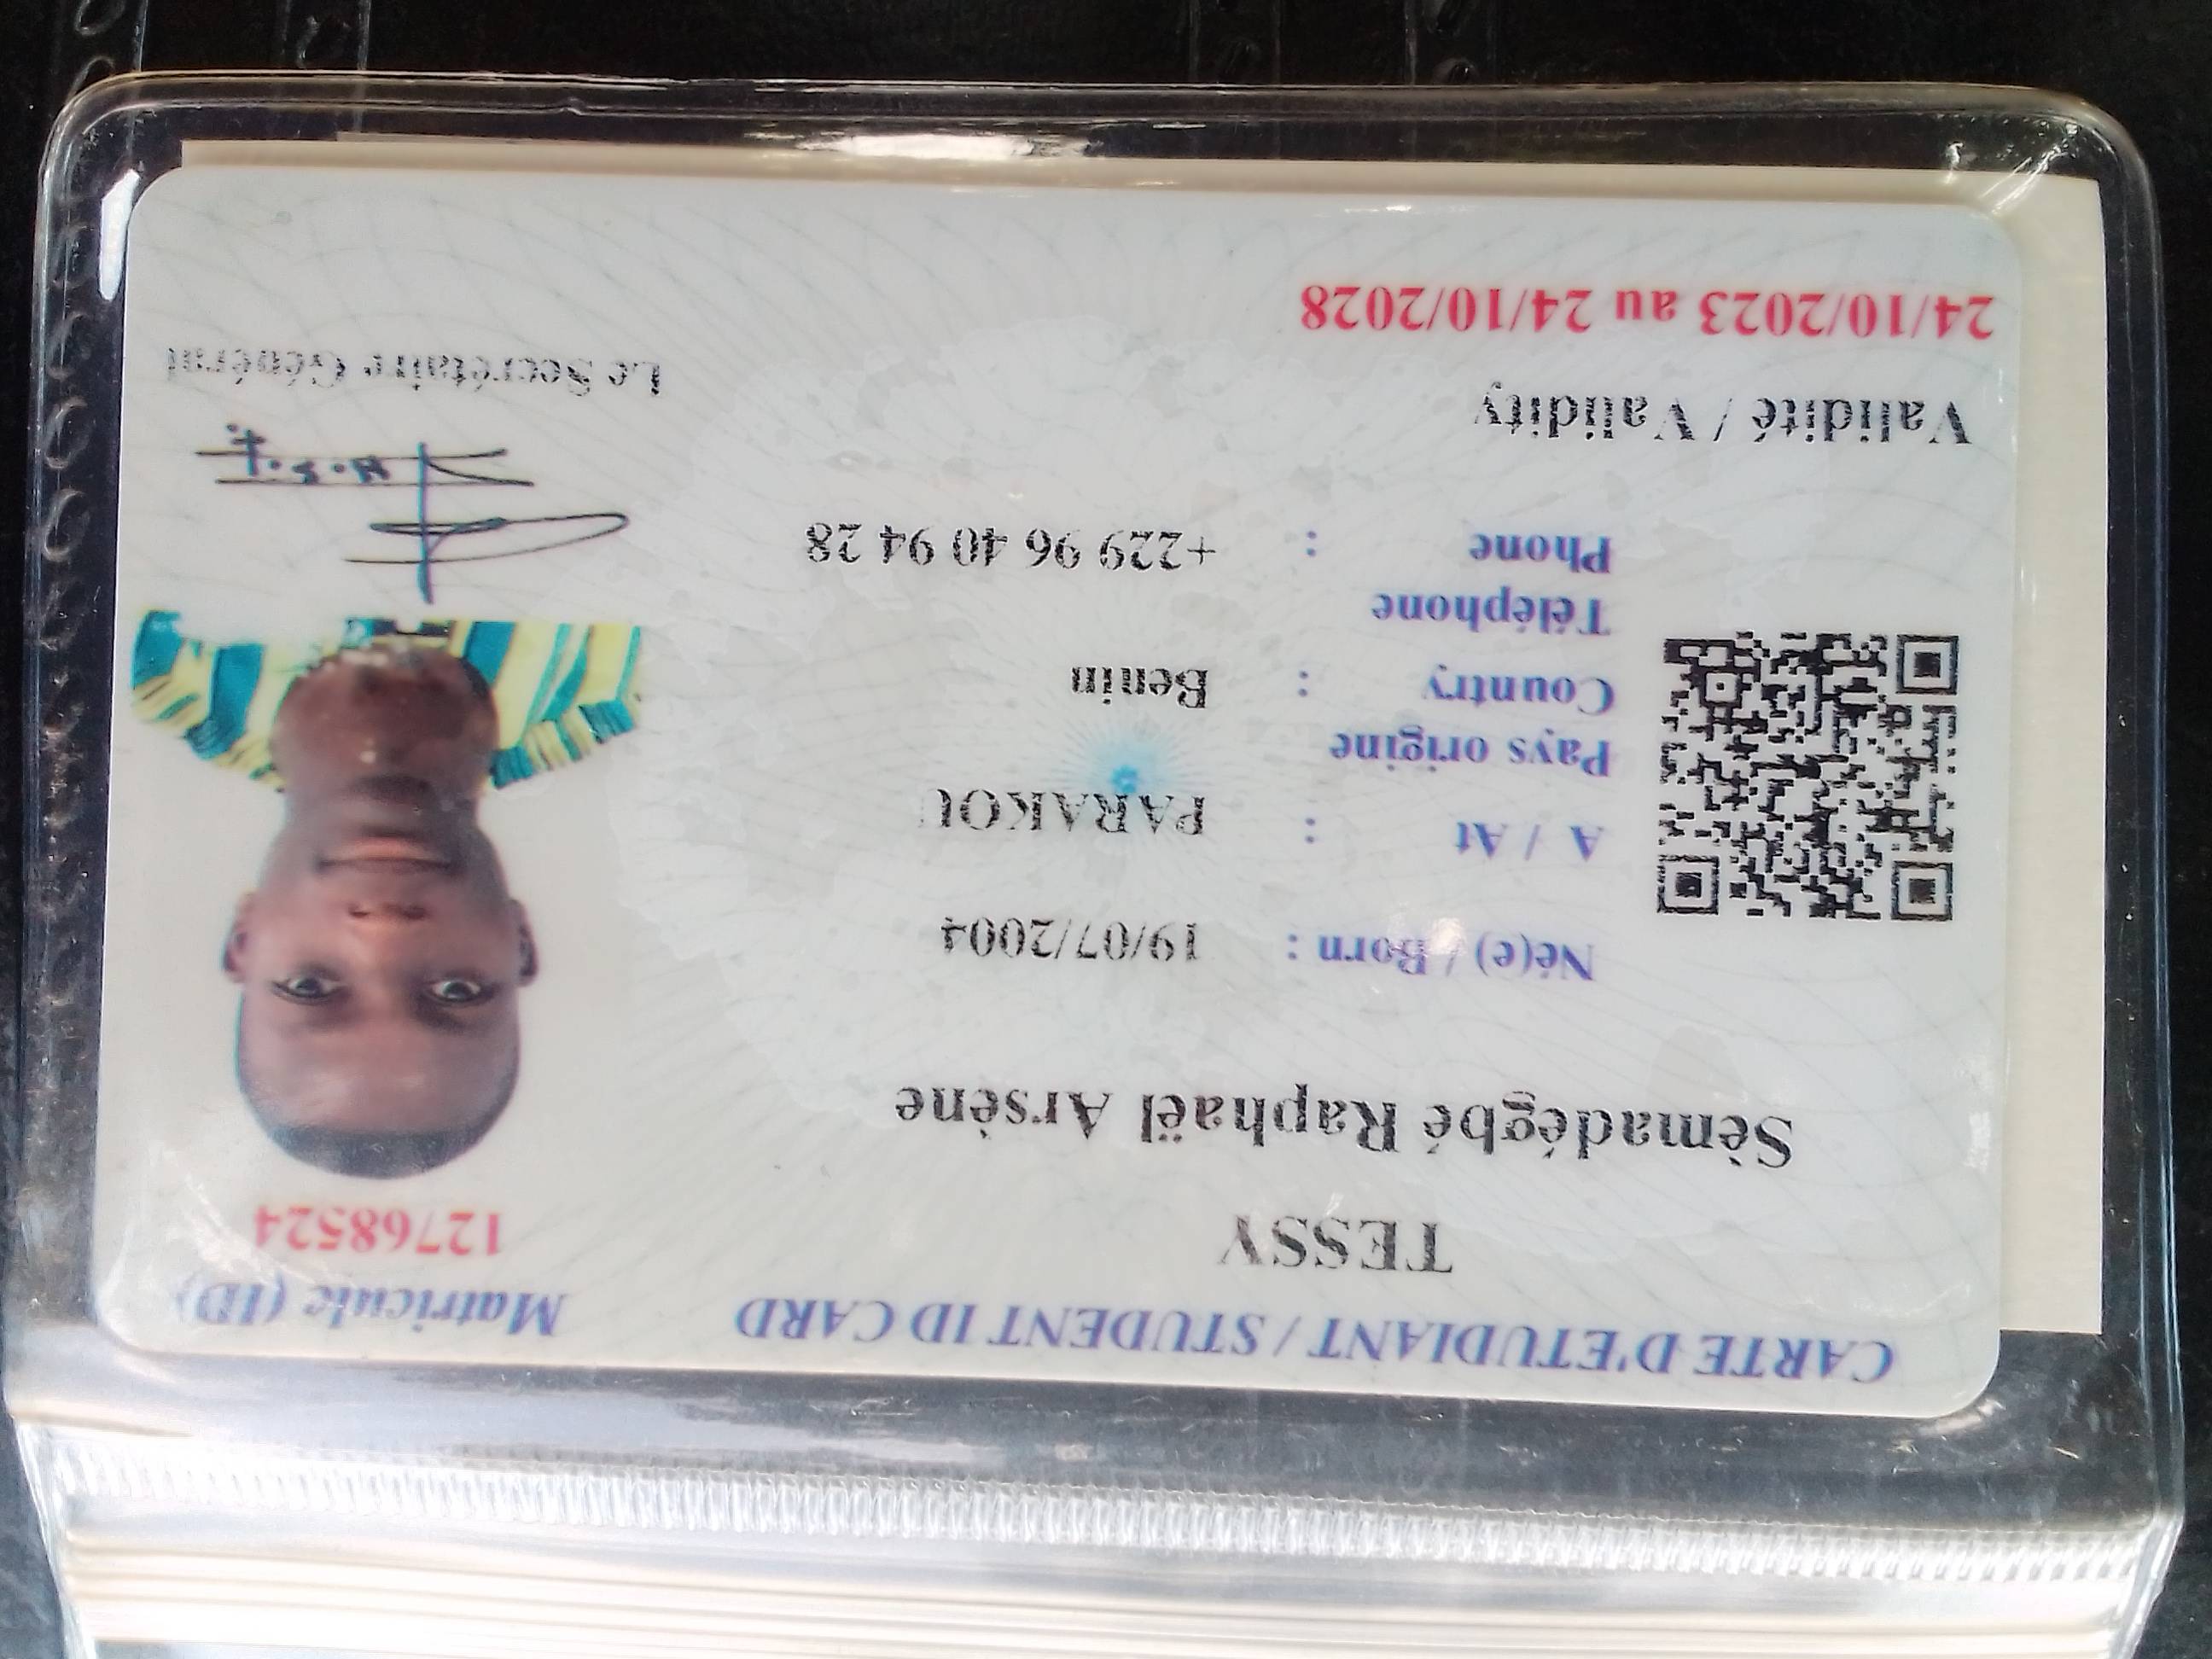 CARTE D'ETUDIANT / STUDENT ID CARD
Matricule (ID)
12768524
TESSY
Sèmadégbé Raphaël Arsène
Né(e) / Born : 19/07/2004
A / At : PARAKOU
Pays origine
Country : Benin
Téléphone
Phone : +229 96 40 94 28
Validité / Validity
24/10/2023 au 24/10/2028
Le Secrétaire Général